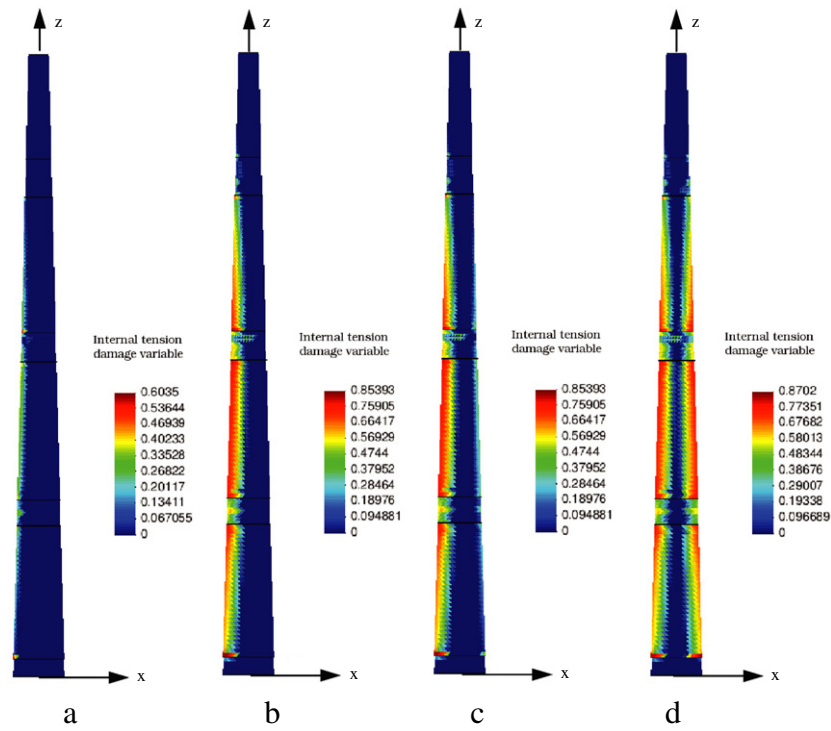 z
z
z
z
Internal tension
damage variable
0.6035
0.53644
0.46939
0.40233
0.33528
0.26822
0.20117
0.13411
0.067055
0
Internal tension
damage variable
0.85393
0.75905
0.66417
0.56929
0.4744
0.37952
0.28464
0.18976
0.094881
0
Internal tension
damage variable
0.85393
0.75905
0.66417
0.56929
0.4744
0.37952
0.28464
0.18976
0.094881
0
Internal tension
damage variable
0.8702
0.77351
0.67682
0.58013
0.48344
0.38676
0.29007
0.19338
0.096689
0
x
x
x
x
a
b
c
d